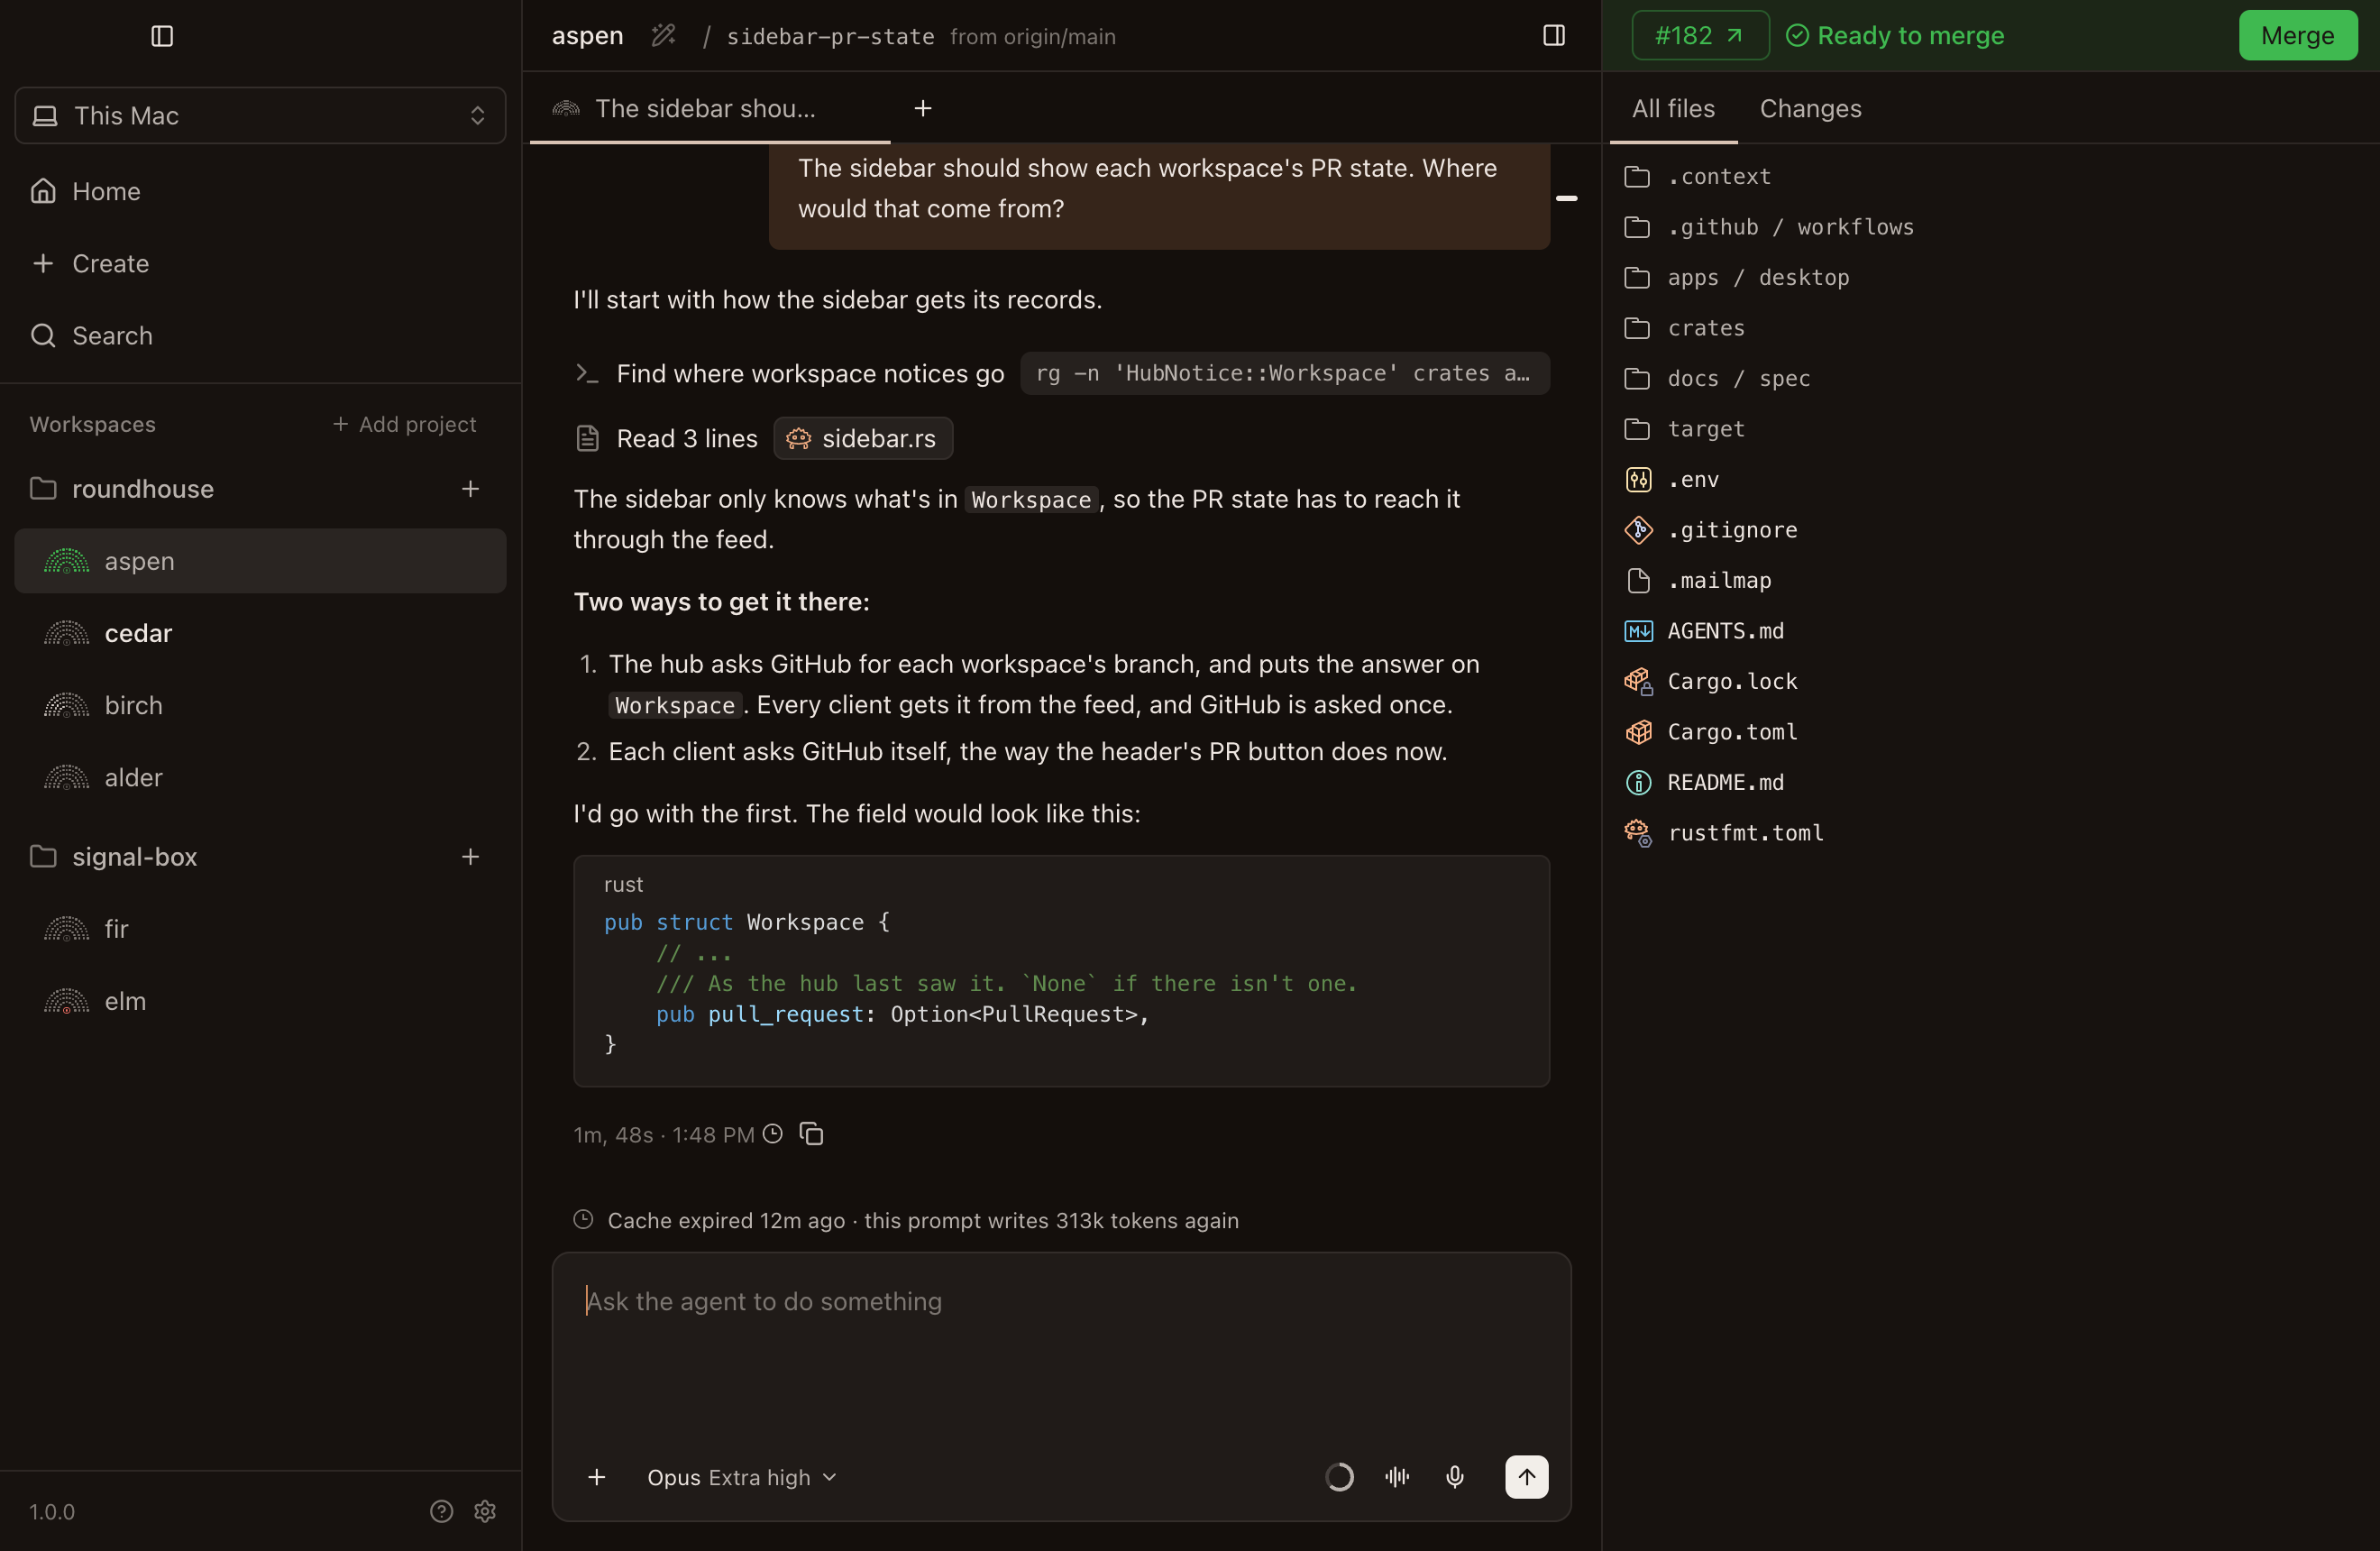 This Mac
Home
Create
Search
Workspaces
+ Add project
roundhouse
aspen
cedar
birch
alder
signal-box
fir
elm
1.0.0
aspen / sidebar-pr-state from origin/main
The sidebar shou...
The sidebar should show each workspace's PR state. Where
would that come from?
I'll start with how the sidebar gets its records.
Find where workspace notices go rg -n 'HubNotice::Workspace' crates a…
Read 3 lines sidebar.rs
The sidebar only knows what's in Workspace, so the PR state has to reach it
through the feed.
Two ways to get it there:
1. The hub asks GitHub for each workspace's branch, and puts the answer on
Workspace. Every client gets it from the feed, and GitHub is asked once.
2. Each client asks GitHub itself, the way the header's PR button does now.
I'd go with the first. The field would look like this:
rust
pub struct Workspace {
    // ...
    /// As the hub last saw it. `None` if there isn't one.
    pub pull_request: Option<PullRequest>,
}
1m, 48s · 1:48 PM
Cache expired 12m ago · this prompt writes 313k tokens again
Ask the agent to do something
Opus Extra high
#182 Ready to merge
Merge
All files Changes
.context
.github / workflows
apps / desktop
crates
docs / spec
target
.env
.gitignore
.mailmap
AGENTS.md
Cargo.lock
Cargo.toml
README.md
rustfmt.toml